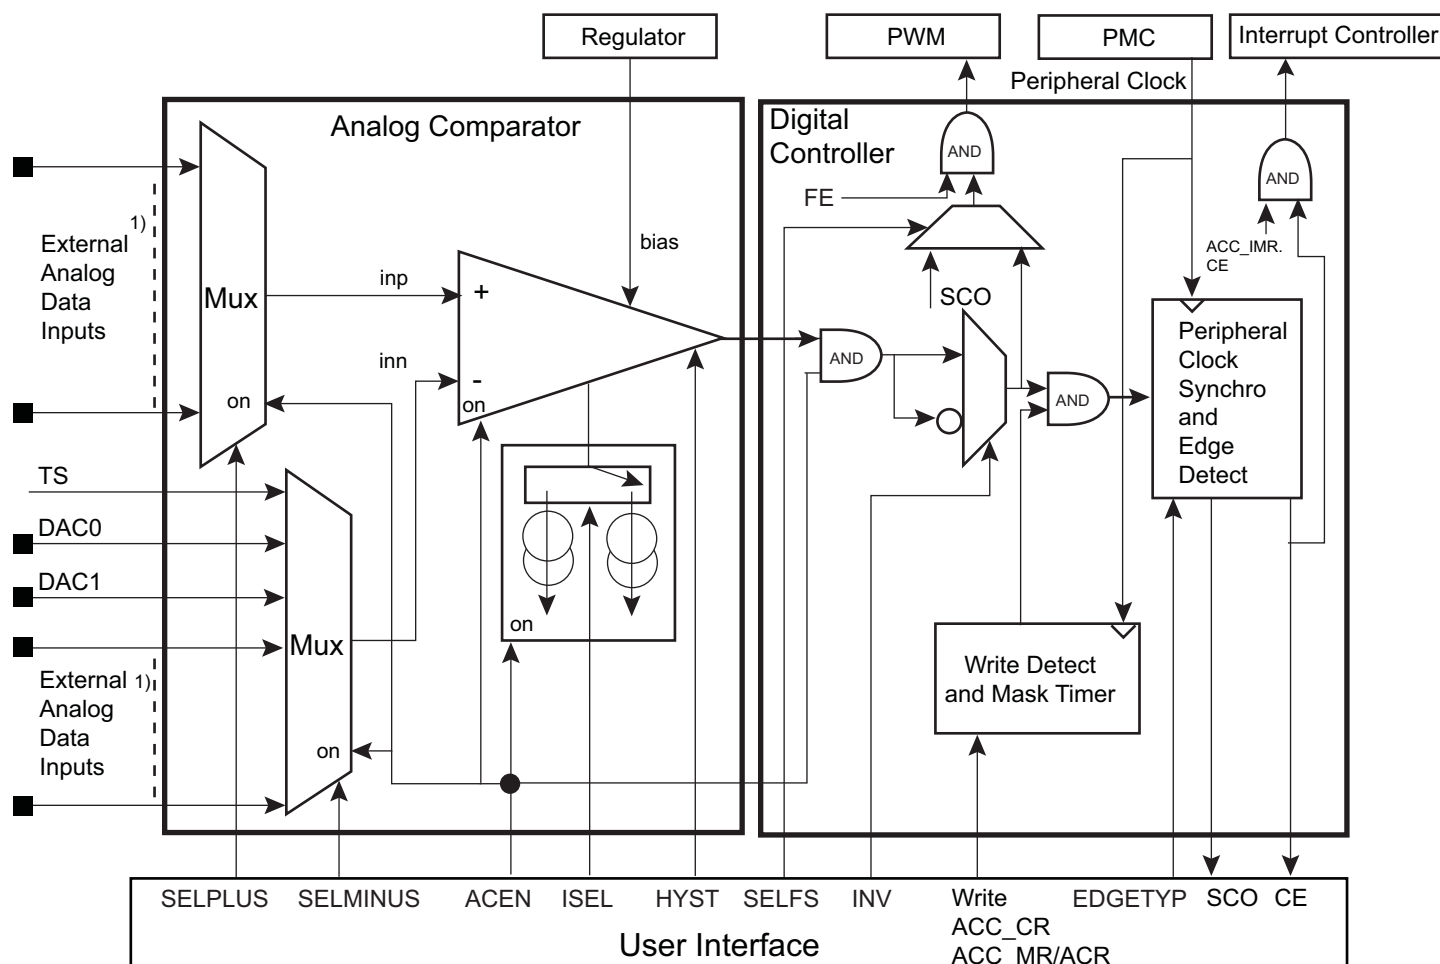 Regulator
PWM
PMC
Interrupt Controller
Peripheral Clock
Analog Comparator
Digital
Controller
AND
AND
FE
1)
External
Analog
Data
Inputs
Mux
on
inp
inn
bias
+
-
on
ACC_IMR.
CE
SCO
AND
AND
Peripheral
Clock
Synchro
and
Edge
Detect
TS
DAC0
DAC1
Mux
on
External 1)
Analog
Data
Inputs
on
Write Detect
and Mask Timer
SELPLUS SELMINUS ACEN ISEL HYST SELFS INV Write EDGETYP SCO CE
ACC_CR
ACC_MR/ACR
User Interface